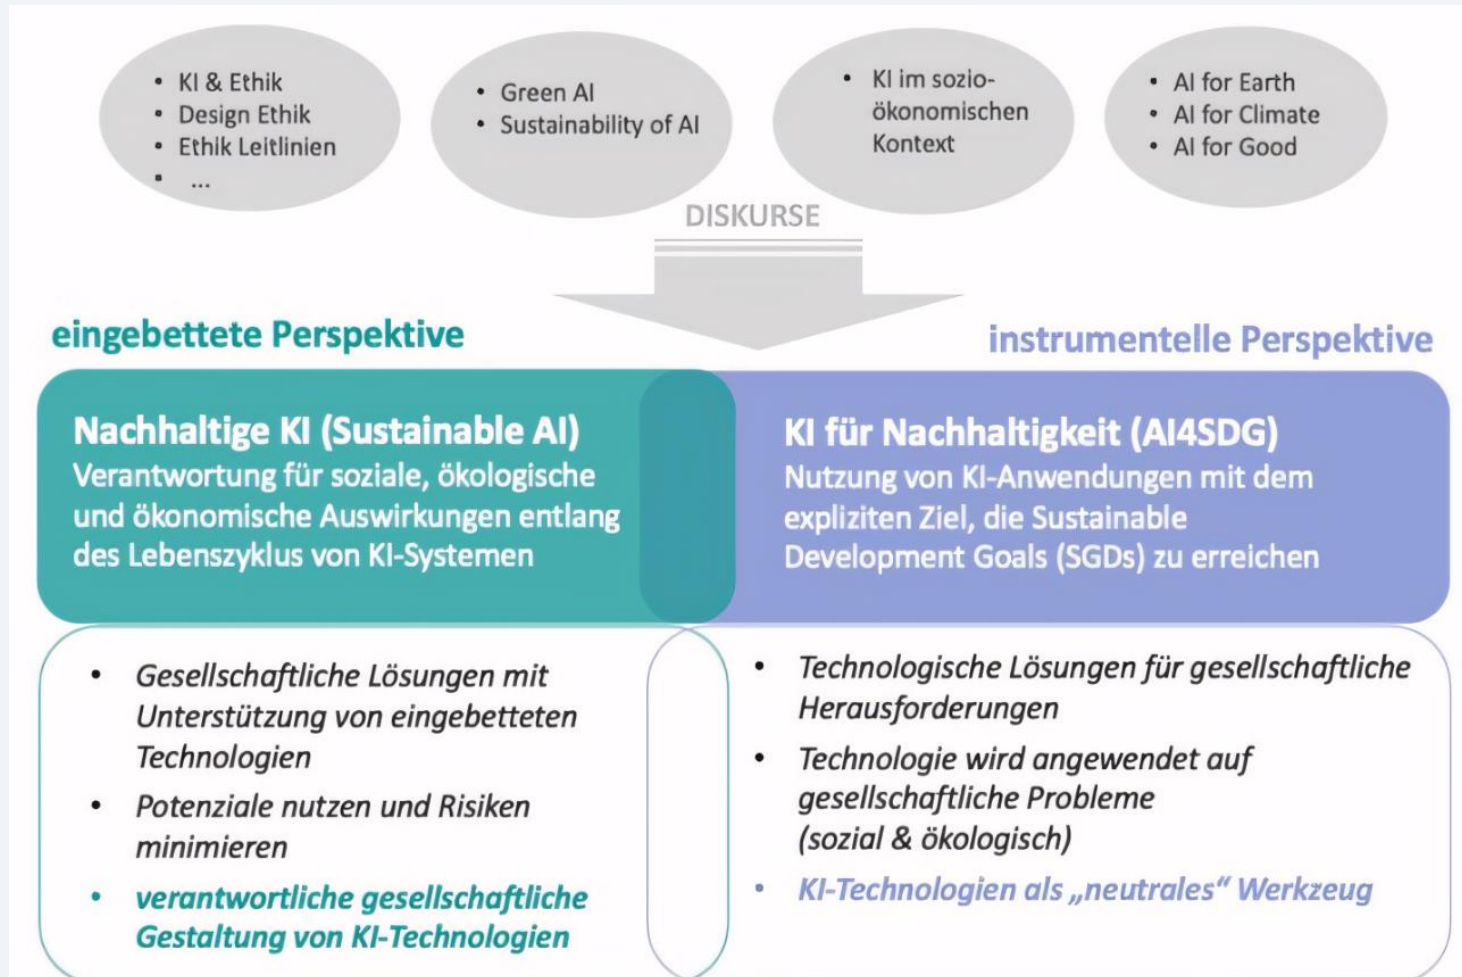 • KI & Ethik
• Design Ethik
• Ethik Leitlinien
• ...
• Green AI
• Sustainability of AI
• KI im sozio-
ökonomischen
Kontext
• AI for Earth
• AI for Climate
• AI for Good
DISKURSE
eingebettete Perspektive
instrumentelle Perspektive
Nachhaltige KI (Sustainable AI)
Verantwortung für soziale, ökologische
und ökonomische Auswirkungen entlang
des Lebenszyklus von KI-Systemen
KI für Nachhaltigkeit (AI4SDG)
Nutzung von KI-Anwendungen mit dem
expliziten Ziel, die Sustainable
Development Goals (SGDs) zu erreichen
• Gesellschaftliche Lösungen mit
Unterstützung von eingebetteten
Technologien
• Potenziale nutzen und Risiken
minimieren
• verantwortliche gesellschaftliche
Gestaltung von KI-Technologien
• Technologische Lösungen für gesellschaftliche
Herausforderungen
• Technologie wird angewendet auf
gesellschaftliche Probleme
(sozial & ökologisch)
• KI-Technologien als „neutrales“ Werkzeug